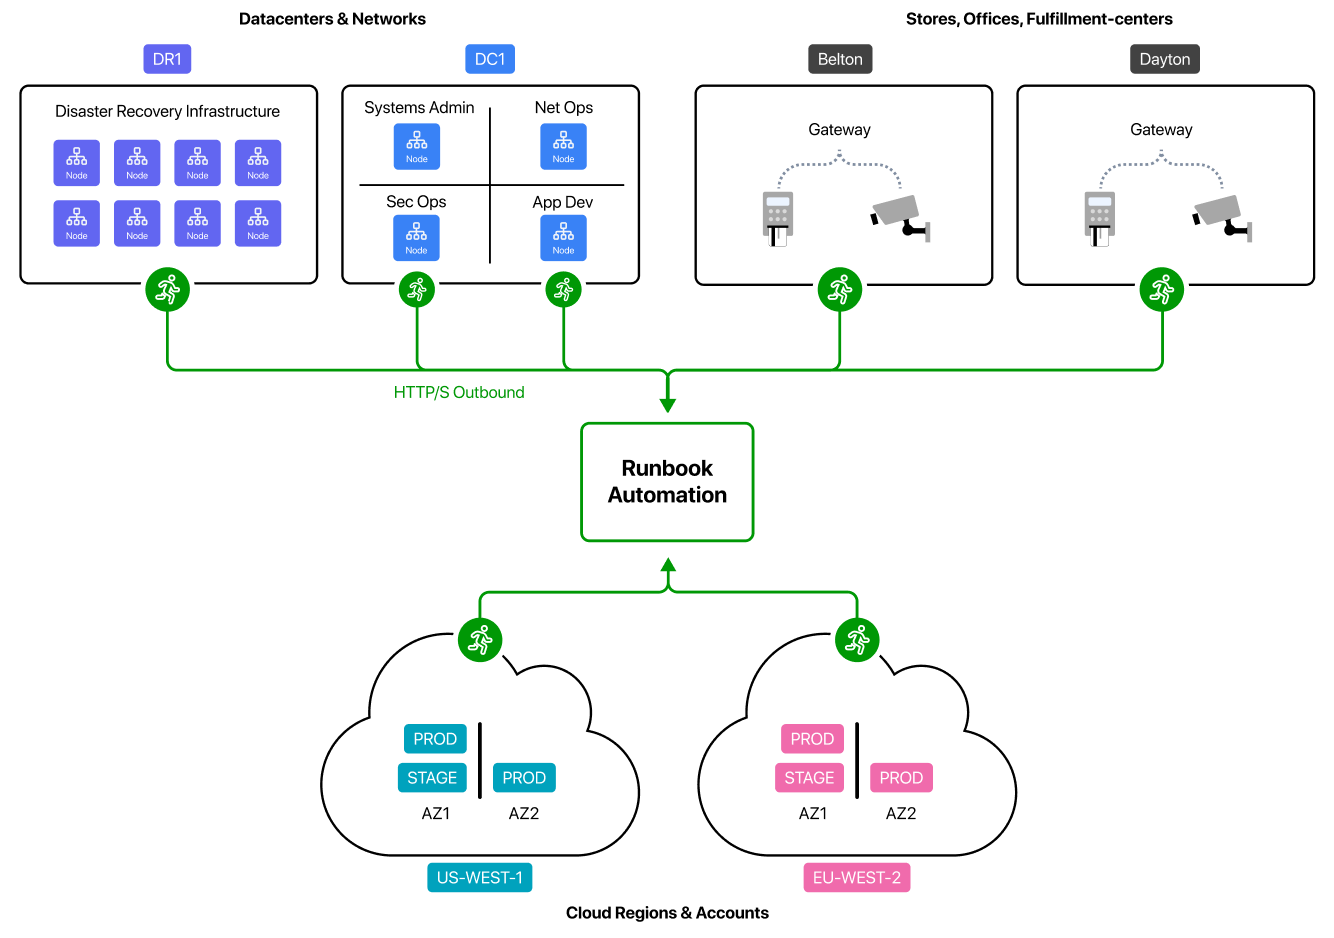 Datacenters & Networks
Stores, Offices, Fulfillment-centers
DR1
DC1
Belton
Dayton
Disaster Recovery Infrastructure
Node
Node
Node
Node
Node
Node
Node
Node
Systems Admin
Node
Net Ops
Node
Sec Ops
Node
App Dev
Node
Gateway
Gateway
HTTP/S Outbound
Runbook
Automation
PROD
STAGE
PROD
AZ1
AZ2
US-WEST-1
PROD
STAGE
PROD
AZ1
AZ2
EU-WEST-2
Cloud Regions & Accounts